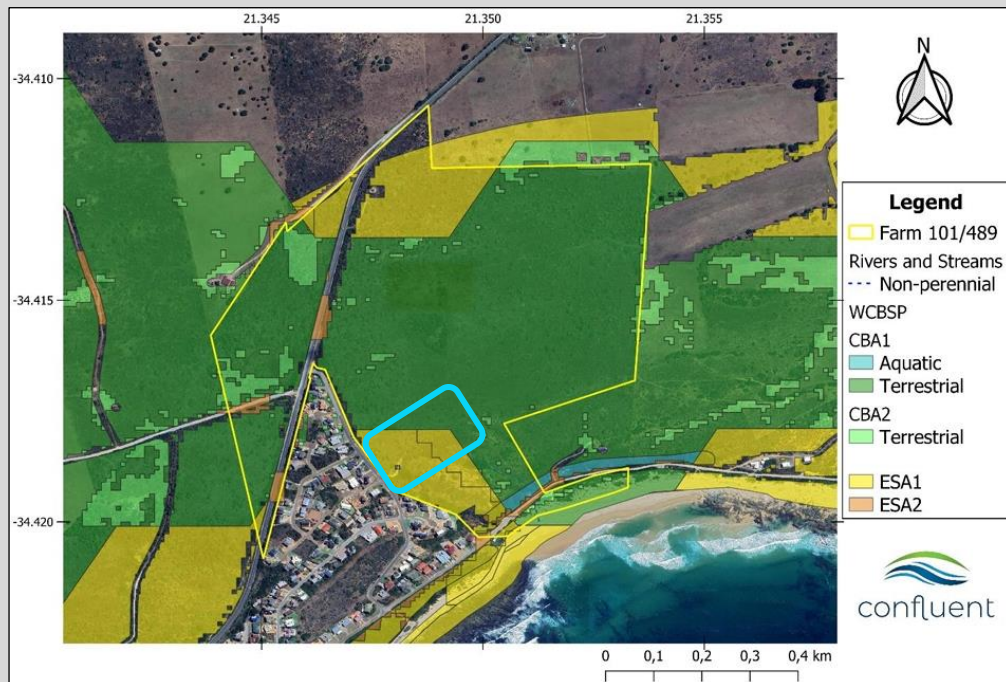 21.345
21.350
21.355
-34.410
-34.415
-34.420
N
Legend
Farm 101/489
Rivers and Streams
Non-perennial
WCBSP
CBA1
Aquatic
Terrestrial
CBA2
Terrestrial
ESA1
ESA2
confluent
0 0,1 0,2 0,3 0,4 km